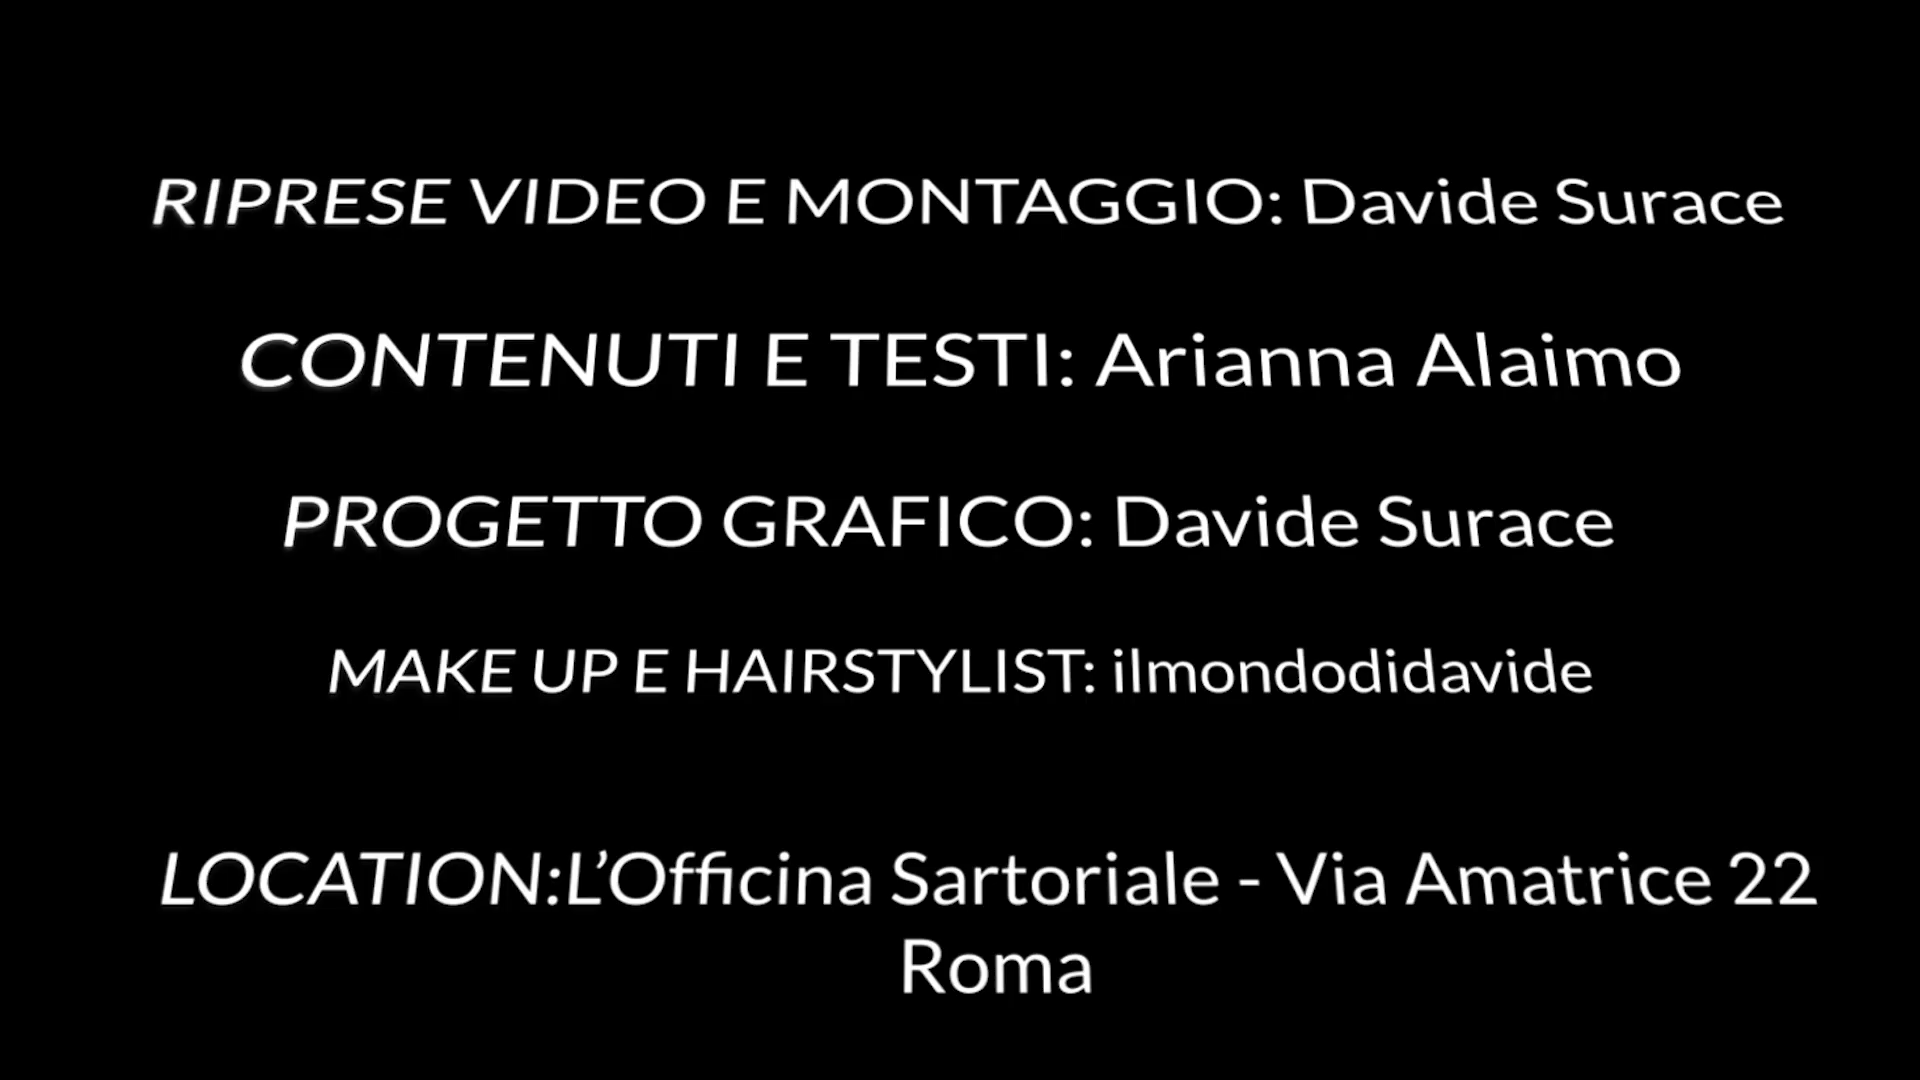 RIPRESE VIDEO E MONTAGGIO: Davide Surace
CONTENUTI E TESTI: Arianna Alaimo
PROGETTO GRAFICO: Davide Surace
MAKE UP E HAIRSTYLIST: ilmondodidavide
LOCATION:L’Officina Sartoriale - Via Amatrice 22
Roma